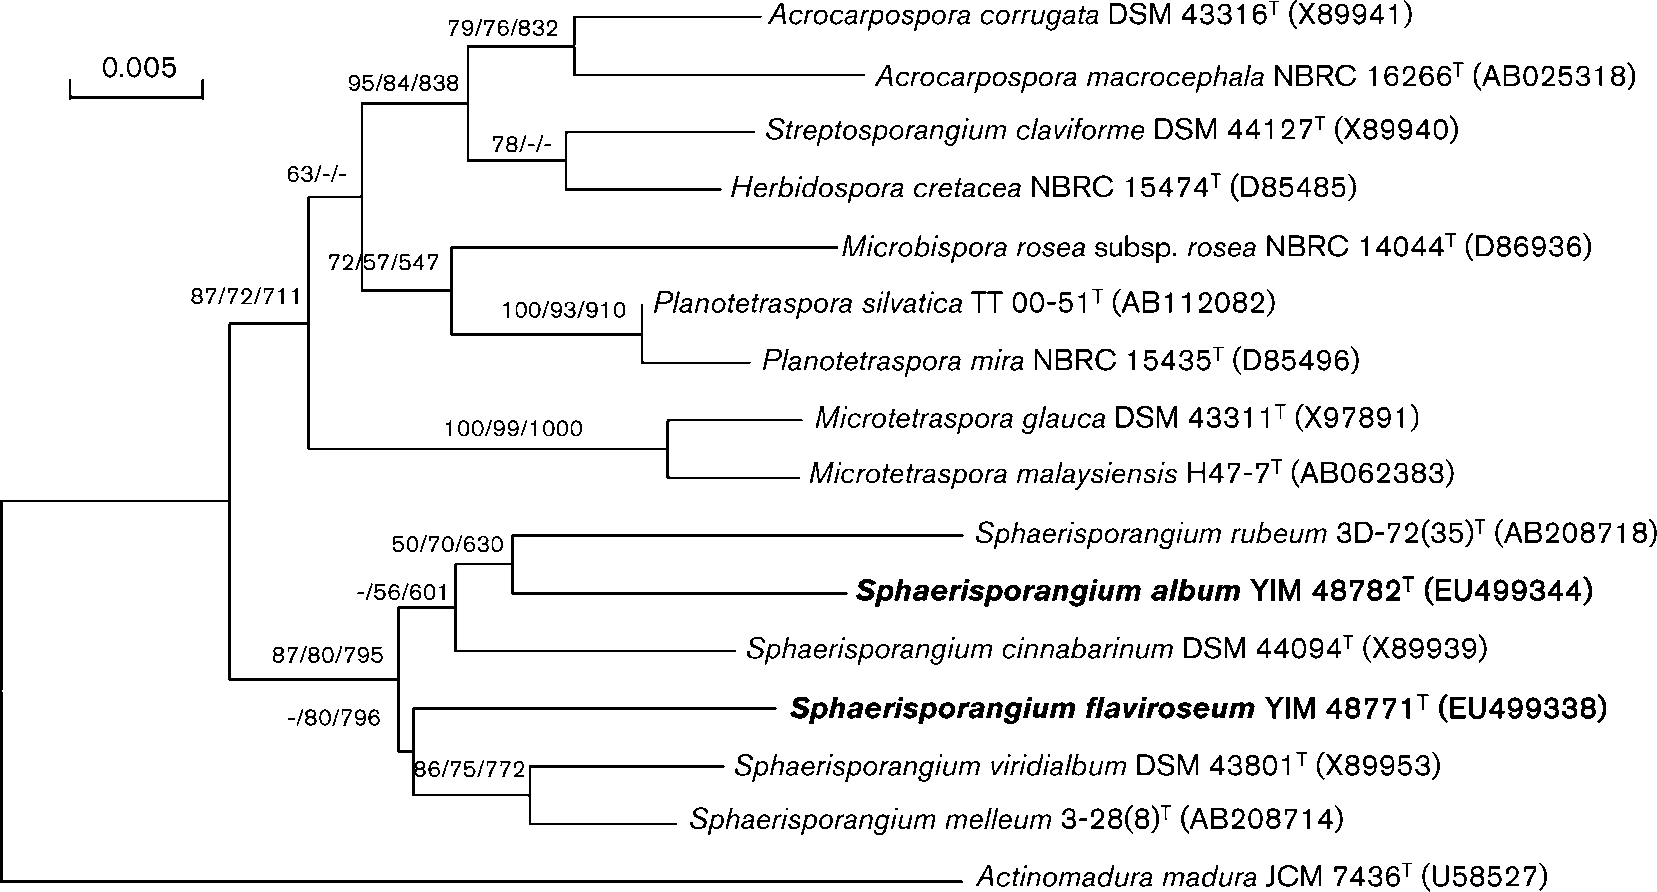 79/76/832
Acrocarpospora corrugata DSM 43316ᵀ (X89941)
0.005
95/84/838
Acrocarpospora macrocephala NBRC 16266ᵀ (AB025318)
Streptosporangium claviforme DSM 44127ᵀ (X89940)
78/-/-
63/-/-
Herbidospora cretacea NBRC 15474ᵀ (D85485)
Microbispora rosea subsp. rosea NBRC 14044ᵀ (D86936)
72/57/547
87/72/711
100/93/910
Planotetraspora silvatica TT 00-51ᵀ (AB112082)
Planotetraspora mira NBRC 15435ᵀ (D85496)
Microtetraspora glauca DSM 43311ᵀ (X97891)
100/99/1000
Microtetraspora malaysiensis H47-7ᵀ (AB062383)
Sphaerisporangium rubeum 3D-72(35)ᵀ (AB208718)
50/70/630
-/56/601
Sphaerisporangium album YIM 48782ᵀ (EU499344)
87/80/795
Sphaerisporangium cinnabarinum DSM 44094ᵀ (X89939)
-/80/796
Sphaerisporangium flaviroseum YIM 48771ᵀ (EU499338)
86/75/772
Sphaerisporangium viridialbum DSM 43801ᵀ (X89953)
Sphaerisporangium melleum 3-28(8)ᵀ (AB208714)
Actinomadura madura JCM 7436ᵀ (U58527)